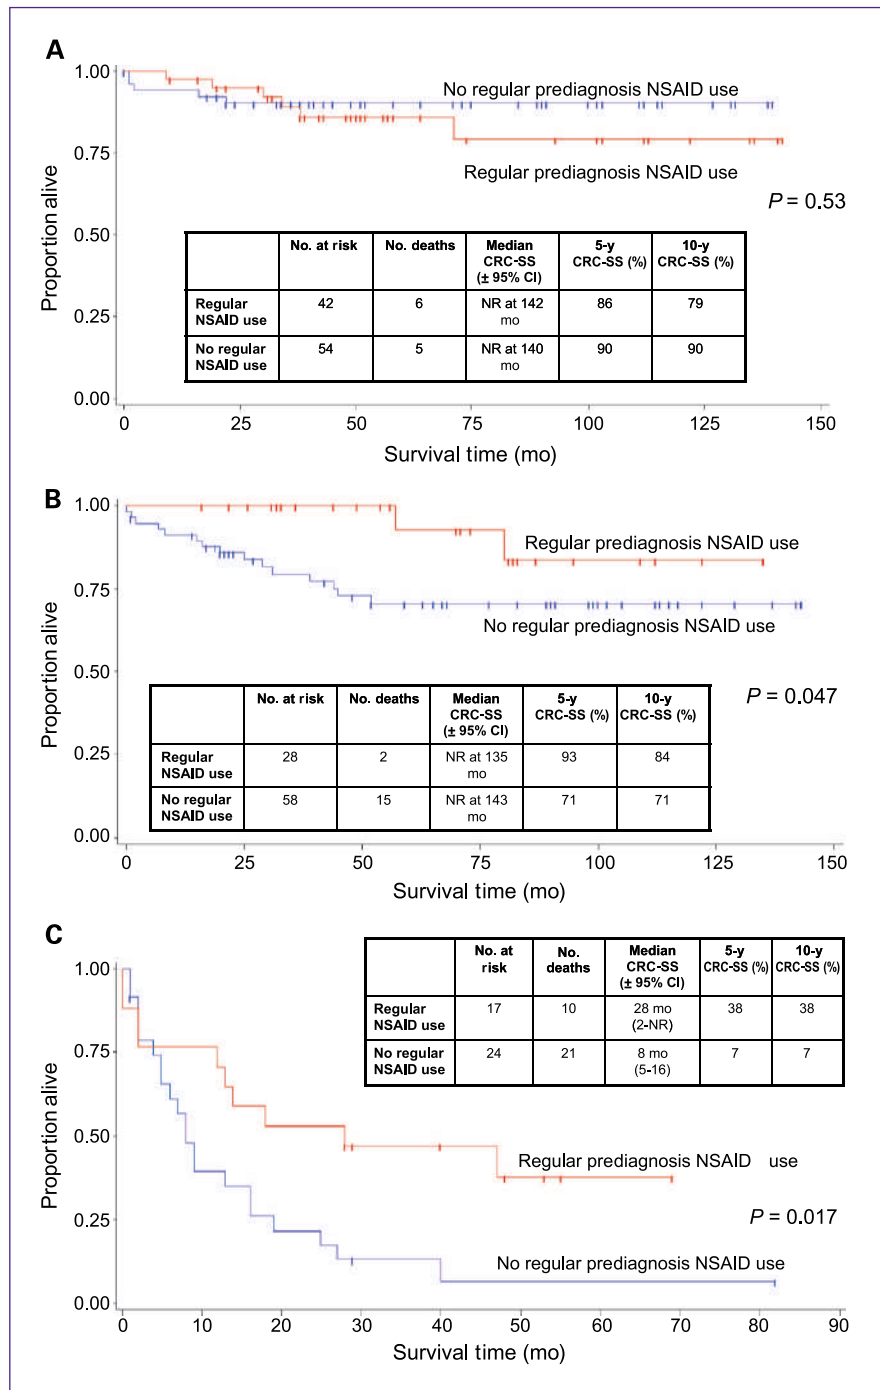 A
1.00
0.75
0.50
0.25
0.00
Proportion alive
No regular prediagnosis NSAID use
Regular prediagnosis NSAID use
P = 0.53
No. at risk No. deaths Median CRC-SS (± 95% CI) 5-y CRC-SS (%) 10-y CRC-SS (%)
Regular NSAID use 42 6 NR at 142 mo 86 79
No regular NSAID use 54 5 NR at 140 mo 90 90
0 25 50 75 100 125 150
Survival time (mo)
B
1.00
0.75
0.50
0.25
0.00
Proportion alive
Regular prediagnosis NSAID use
No regular prediagnosis NSAID use
P = 0.047
No. at risk No. deaths Median CRC-SS (± 95% CI) 5-y CRC-SS (%) 10-y CRC-SS (%)
Regular NSAID use 28 2 NR at 135 mo 93 84
No regular NSAID use 58 15 NR at 143 mo 71 71
0 25 50 75 100 125 150
Survival time (mo)
C
No. at risk No. deaths Median CRC-SS (± 95% CI) 5-y CRC-SS (%) 10-y CRC-SS (%)
Regular NSAID use 17 10 28 mo (2-NR) 38 38
No regular NSAID use 24 21 8 mo (5-16) 7 7
1.00
0.75
0.50
0.25
0.00
Proportion alive
Regular prediagnosis NSAID use
P = 0.017
No regular prediagnosis NSAID use
0 10 20 30 40 50 60 70 80 90
Survival time (mo)